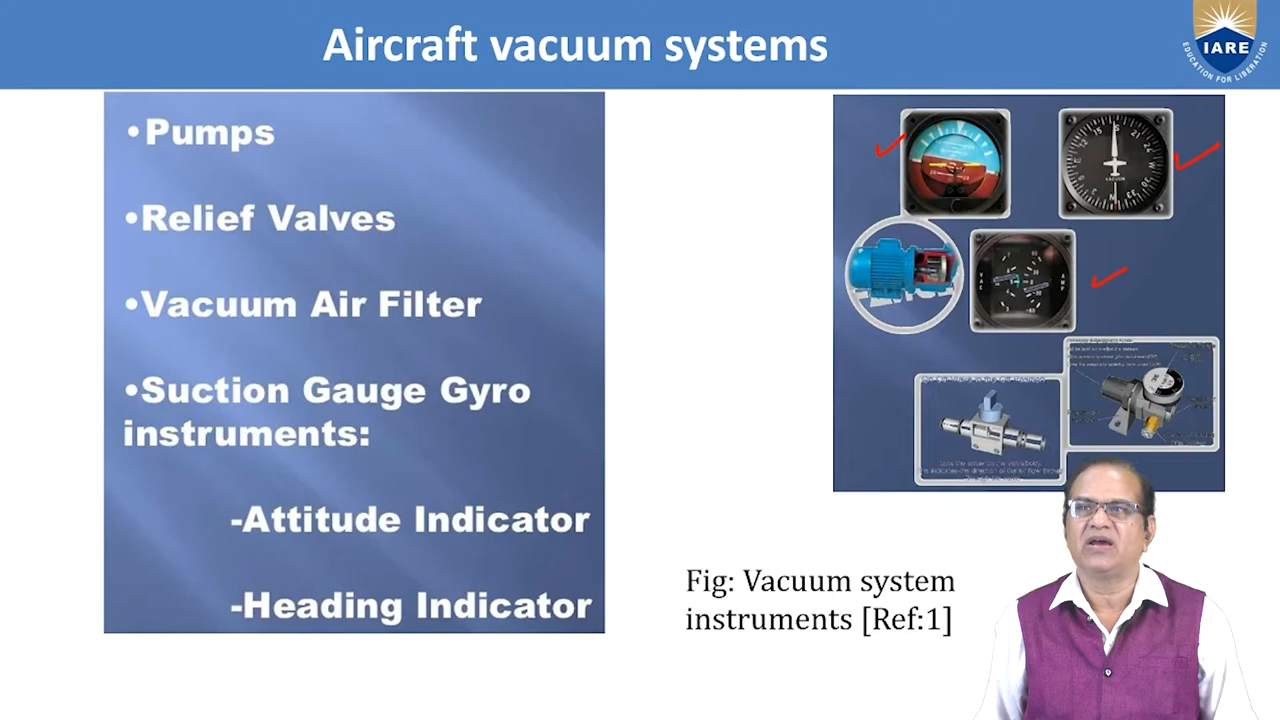 Aircraft vacuum systems
IARE
EDUCATION FOR LIBERATION
•Pumps
•Relief Valves
•Vacuum Air Filter
•Suction Gauge Gyro
instruments:
-Attitude Indicator
-Heading Indicator
VACUUM
Fig: Vacuum system
instruments [Ref:1]